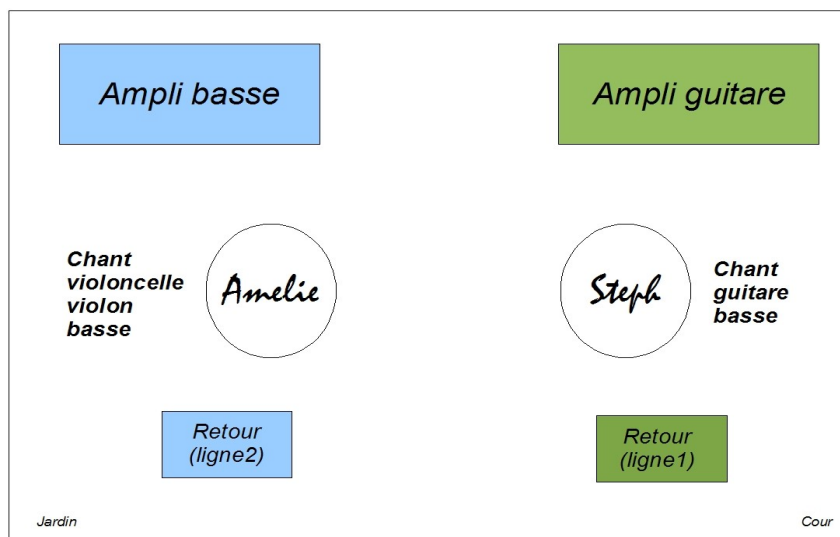 Ampli basse
Ampli guitare
Chant
violoncelle
violon
basse
Amelie
Steph
Chant
guitare
basse
Retour
(ligne2)
Retour
(ligne1)
Jardin
Cour